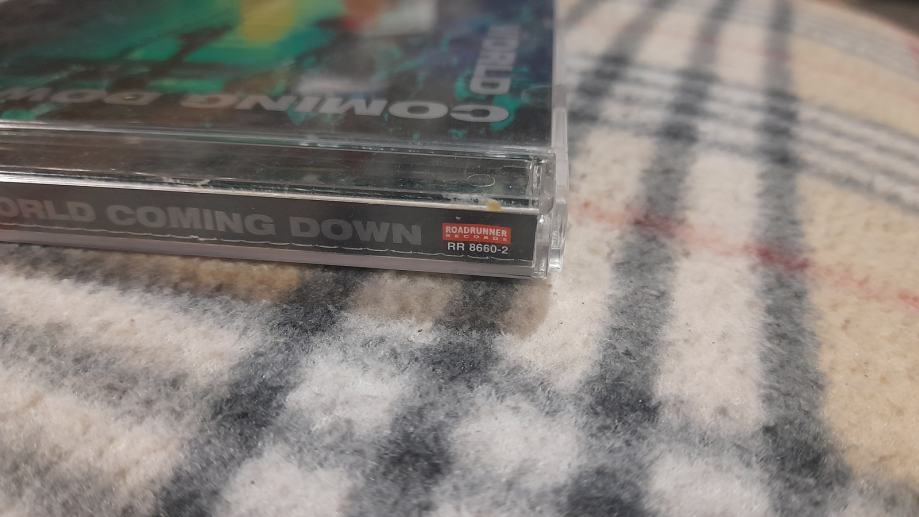 WORLD
COMING DOW
ORLD COMING DOWN
ROADRUNNER
RECORDS
RR 8660-2